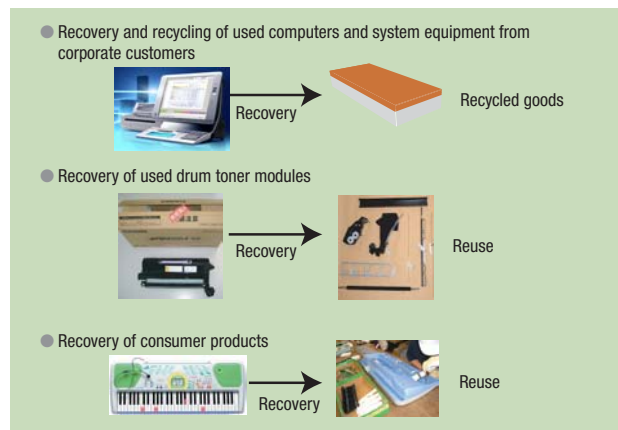 Recovery and recycling of used computers and system equipment from
corporate customers
Recovery
Recycled goods
Recovery of used drum toner modules
Recovery
Reuse
Recovery of consumer products
Recovery
Reuse